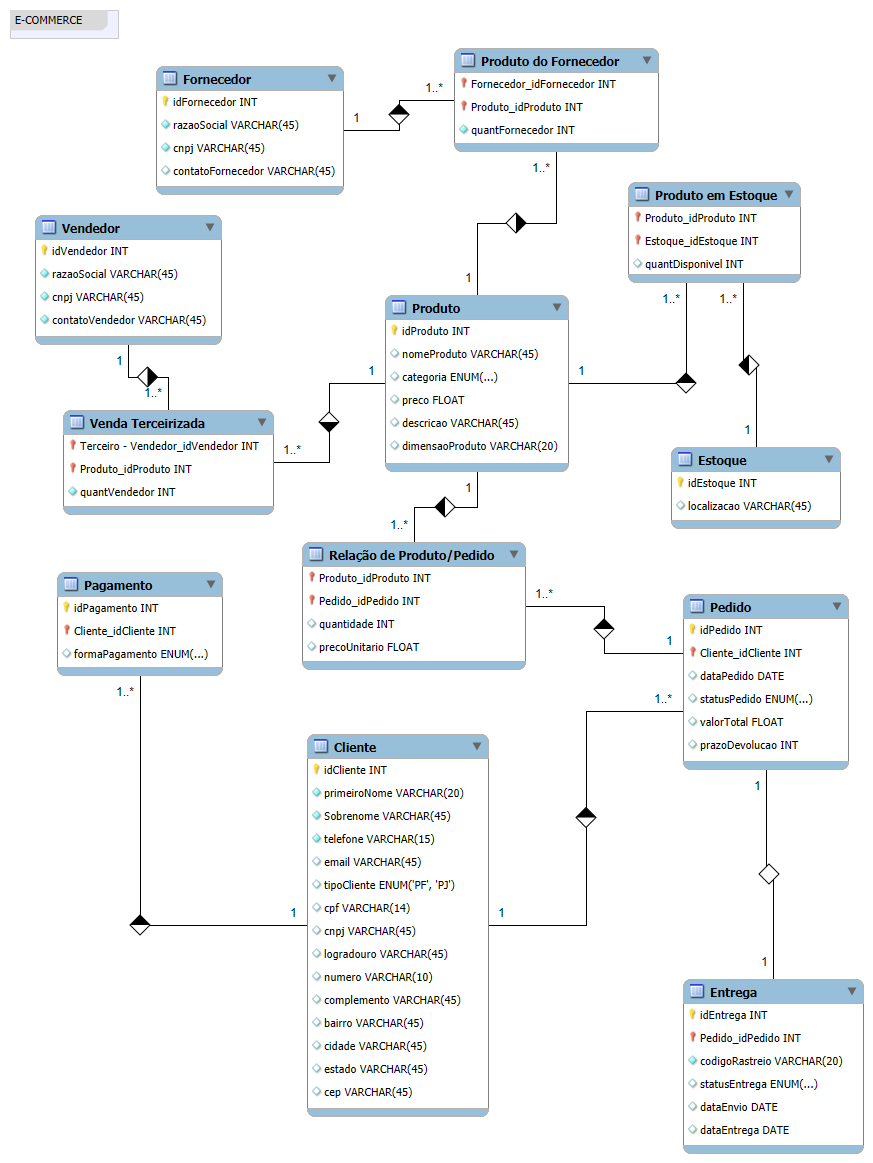 E-COMMERCE
Fornecedor
idFornecedor INT
razaoSocial VARCHAR(45)
cnpj VARCHAR(45)
contatoFornecedor VARCHAR(45)
1
1..*
Produto do Fornecedor
Fornecedor_idFornecedor INT
Produto_idProduto INT
quantFornecedor INT
1..*
1
Produto em Estoque
Produto_idProduto INT
Estoque_idEstoque INT
quantDisponivel INT
1..*
1..*
Vendedor
idVendedor INT
razaoSocial VARCHAR(45)
cnpj VARCHAR(45)
contatoVendedor VARCHAR(45)
1
1..*
Produto
idProduto INT
nomeProduto VARCHAR(45)
categoria ENUM(...)
preco FLOAT
descricao VARCHAR(45)
dimensaoProduto VARCHAR(20)
1
1
1
Venda Terceirizada
Terceiro - Vendedor_idVendedor INT
Produto_idProduto INT
quantVendedor INT
1..*
1
Estoque
idEstoque INT
localizacao VARCHAR(45)
1..*
Relação de Produto/Pedido
Produto_idProduto INT
Pedido_idPedido INT
quantidade INT
precoUnitario FLOAT
1..*
1
Pagamento
idPagamento INT
Cliente_idCliente INT
formaPagamento ENUM(...)
1..*
Pedido
idPedido INT
Cliente_idCliente INT
dataPedido DATE
statusPedido ENUM(...)
valorTotal FLOAT
prazoDevolucao INT
1..*
1
Cliente
idCliente INT
primeiroNome VARCHAR(20)
Sobrenome VARCHAR(45)
telefone VARCHAR(15)
email VARCHAR(45)
tipoCliente ENUM('PF', 'PJ')
cpf VARCHAR(14)
cnpj VARCHAR(45)
logradouro VARCHAR(45)
numero VARCHAR(10)
complemento VARCHAR(45)
bairro VARCHAR(45)
cidade VARCHAR(45)
estado VARCHAR(45)
cep VARCHAR(45)
1
1
1
Entrega
idEntrega INT
Pedido_idPedido INT
codigoRastreio VARCHAR(20)
statusEntrega ENUM(...)
dataEnvio DATE
dataEntrega DATE